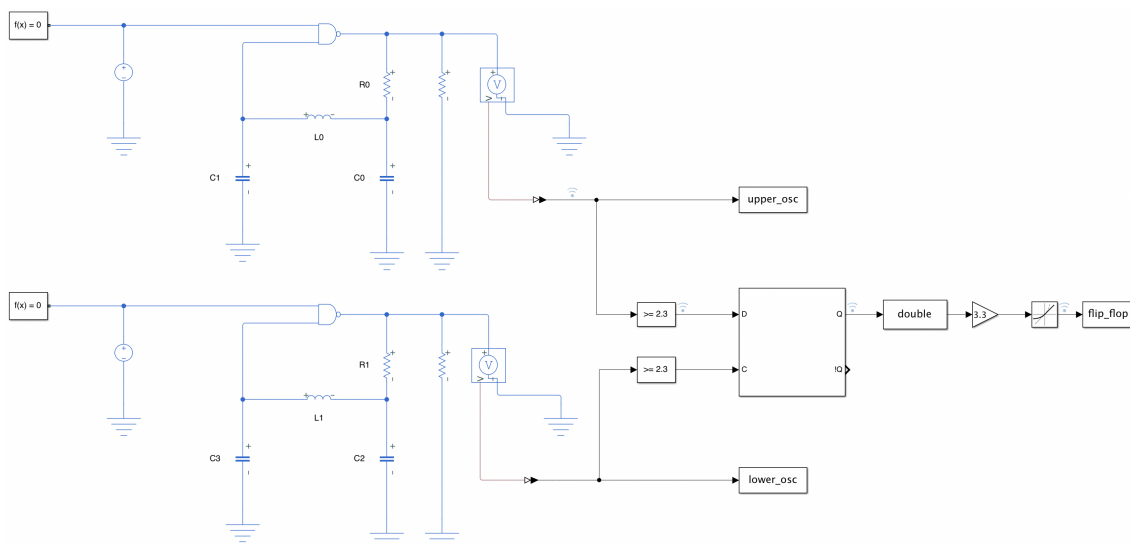 f(x) = 0
R0
V
L0
C1
C0
upper_osc
f(x) = 0
>= 2.3
D
Q
double
3.3
flip_flop
R1
V
>= 2.3
C
!Q
L1
C3
C2
lower_osc